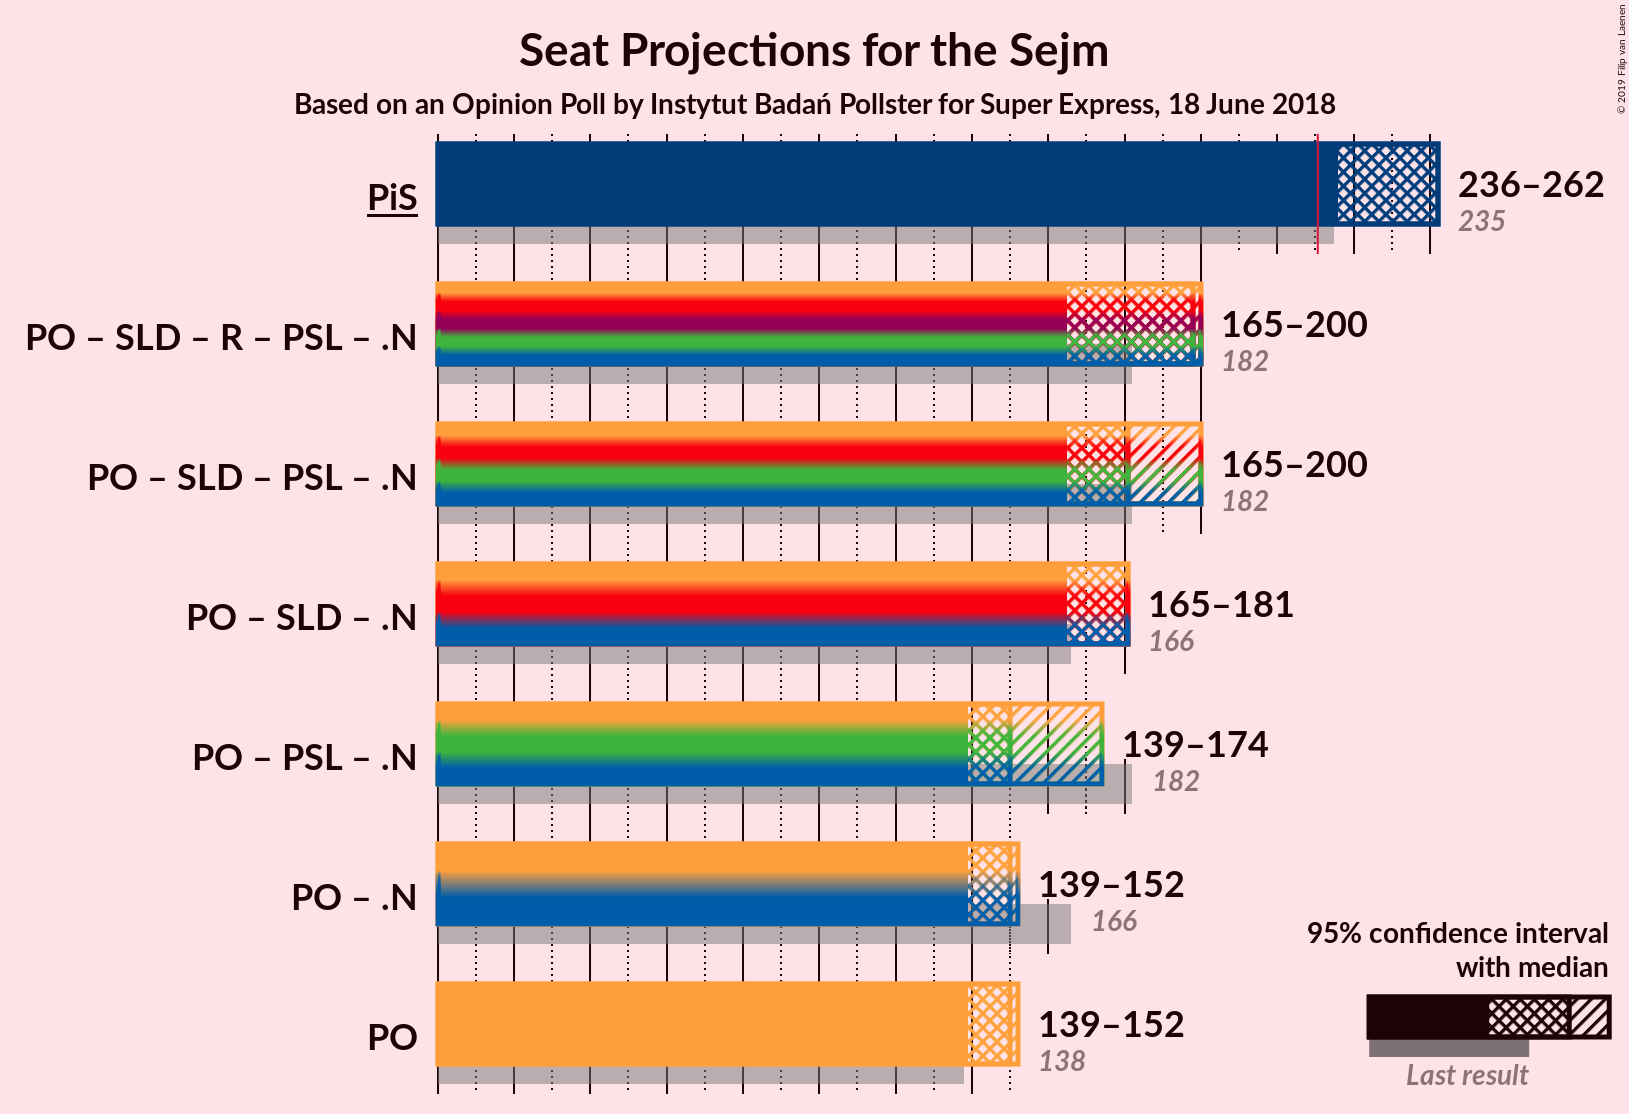 Seat Projections for the Sejm
Based on an Opinion Poll by Instytut Badań Pollster for Super Express, 18 June 2018
© 2019 Filip van Laenen
PiS
236–262
235
PO – SLD – R – PSL – .N
165–200
182
PO – SLD – PSL – .N
165–200
182
PO – SLD – .N
165–181
166
PO – PSL – .N
139–174
182
PO – .N
139–152
166
PO
139–152
138
95% confidence interval
with median
Last result